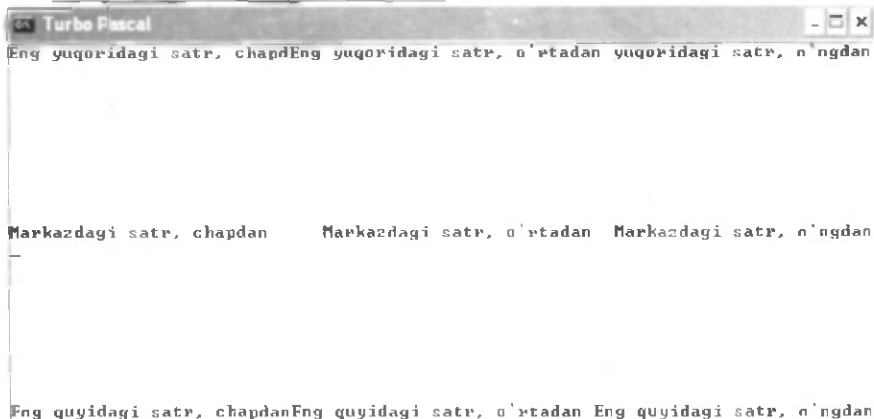 Turbo Pascal
Eng yuqoridagi satr, chapdEng yuqoridagi satr, o'rtadan yuqoridagi satr, o'ngdan
Markazdagi satr, chapdan Markazdagi satr, o'rtadan Markazdagi satr, o'ngdan
Eng quyidagi satr, chapdanEng quyidagi satr, o'rtadan Eng quyidagi satr, o'ngdan